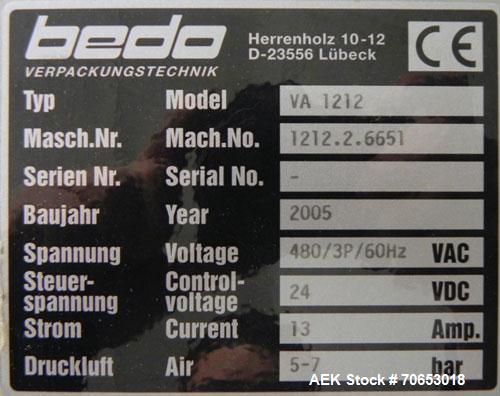 bedo
VERPACKUNGSTECHNIK
Herrenholz 10-12
D-23556 Lübeck
CE
Typ Model VA 1212
Masch.Nr. Mach.No. 1212.2.6651
Serien Nr. Serial No. -
Baujahr Year 2005
Spannung Voltage 480/3P/60Hz VAC
Steuer- Control-
spannung voltage 24 VDC
Strom Current 13 Amp.
Druckluft Air 5-7 bar
AEK Stock # 70653018